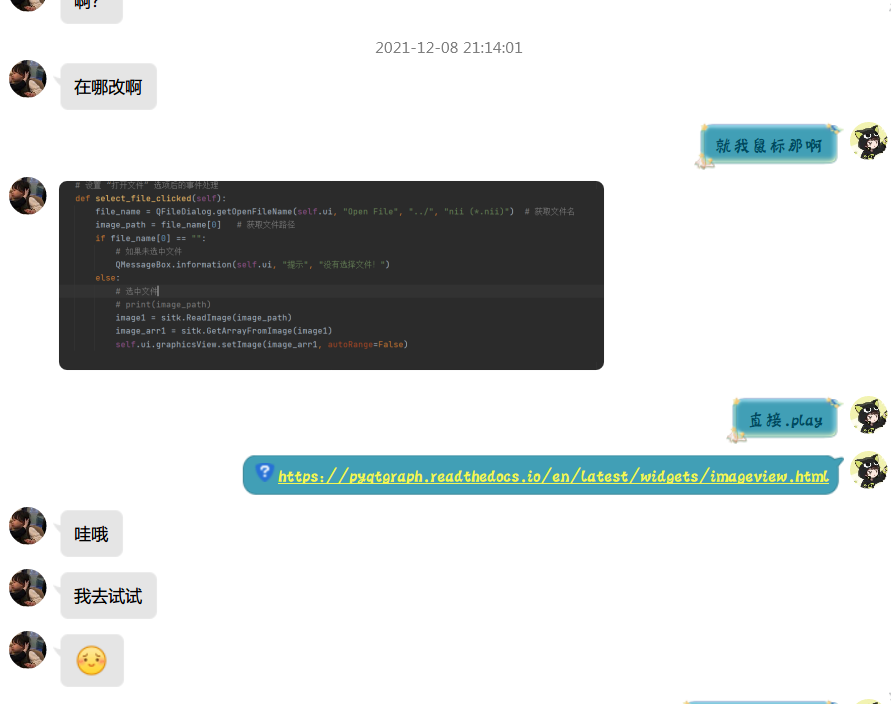 啊?
2021-12-08 21:14:01
在哪改啊
就我鼠标那啊
# 设置 “打开文件” 选项后的事件处理
def select_file_clicked(self):
file_name = QFileDialog.getOpenFileName(self.ui, "Open File", "../", "nii (*.nii)")  # 获取文件名
image_path = file_name[0]   # 获取文件路径
if file_name[0] == "":
# 如果未选中文件
QMessageBox.information(self.ui, "提示", "没有选择文件! ")
else:
# 选中文件
# print(image_path)
image1 = sitk.ReadImage(image_path)
image_arr1 = sitk.GetArrayFromImage(image1)
self.ui.graphicsView.setImage(image_arr1, autoRange=False)
直接.play
https://pyqtgraph.readthedocs.io/en/latest/widgets/imageview.html
哇哦
我去试试